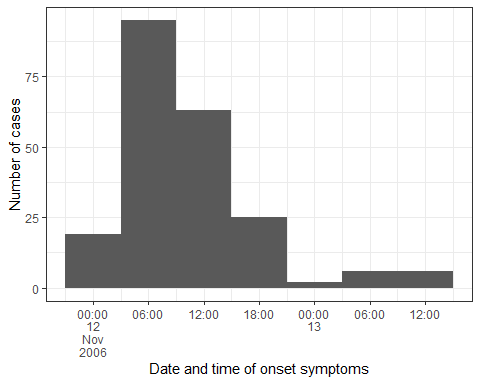 Number of cases
75
50
25
0
00:00 06:00 12:00 18:00 00:00 06:00 12:00
12 13
Nov
2006
Date and time of onset symptoms